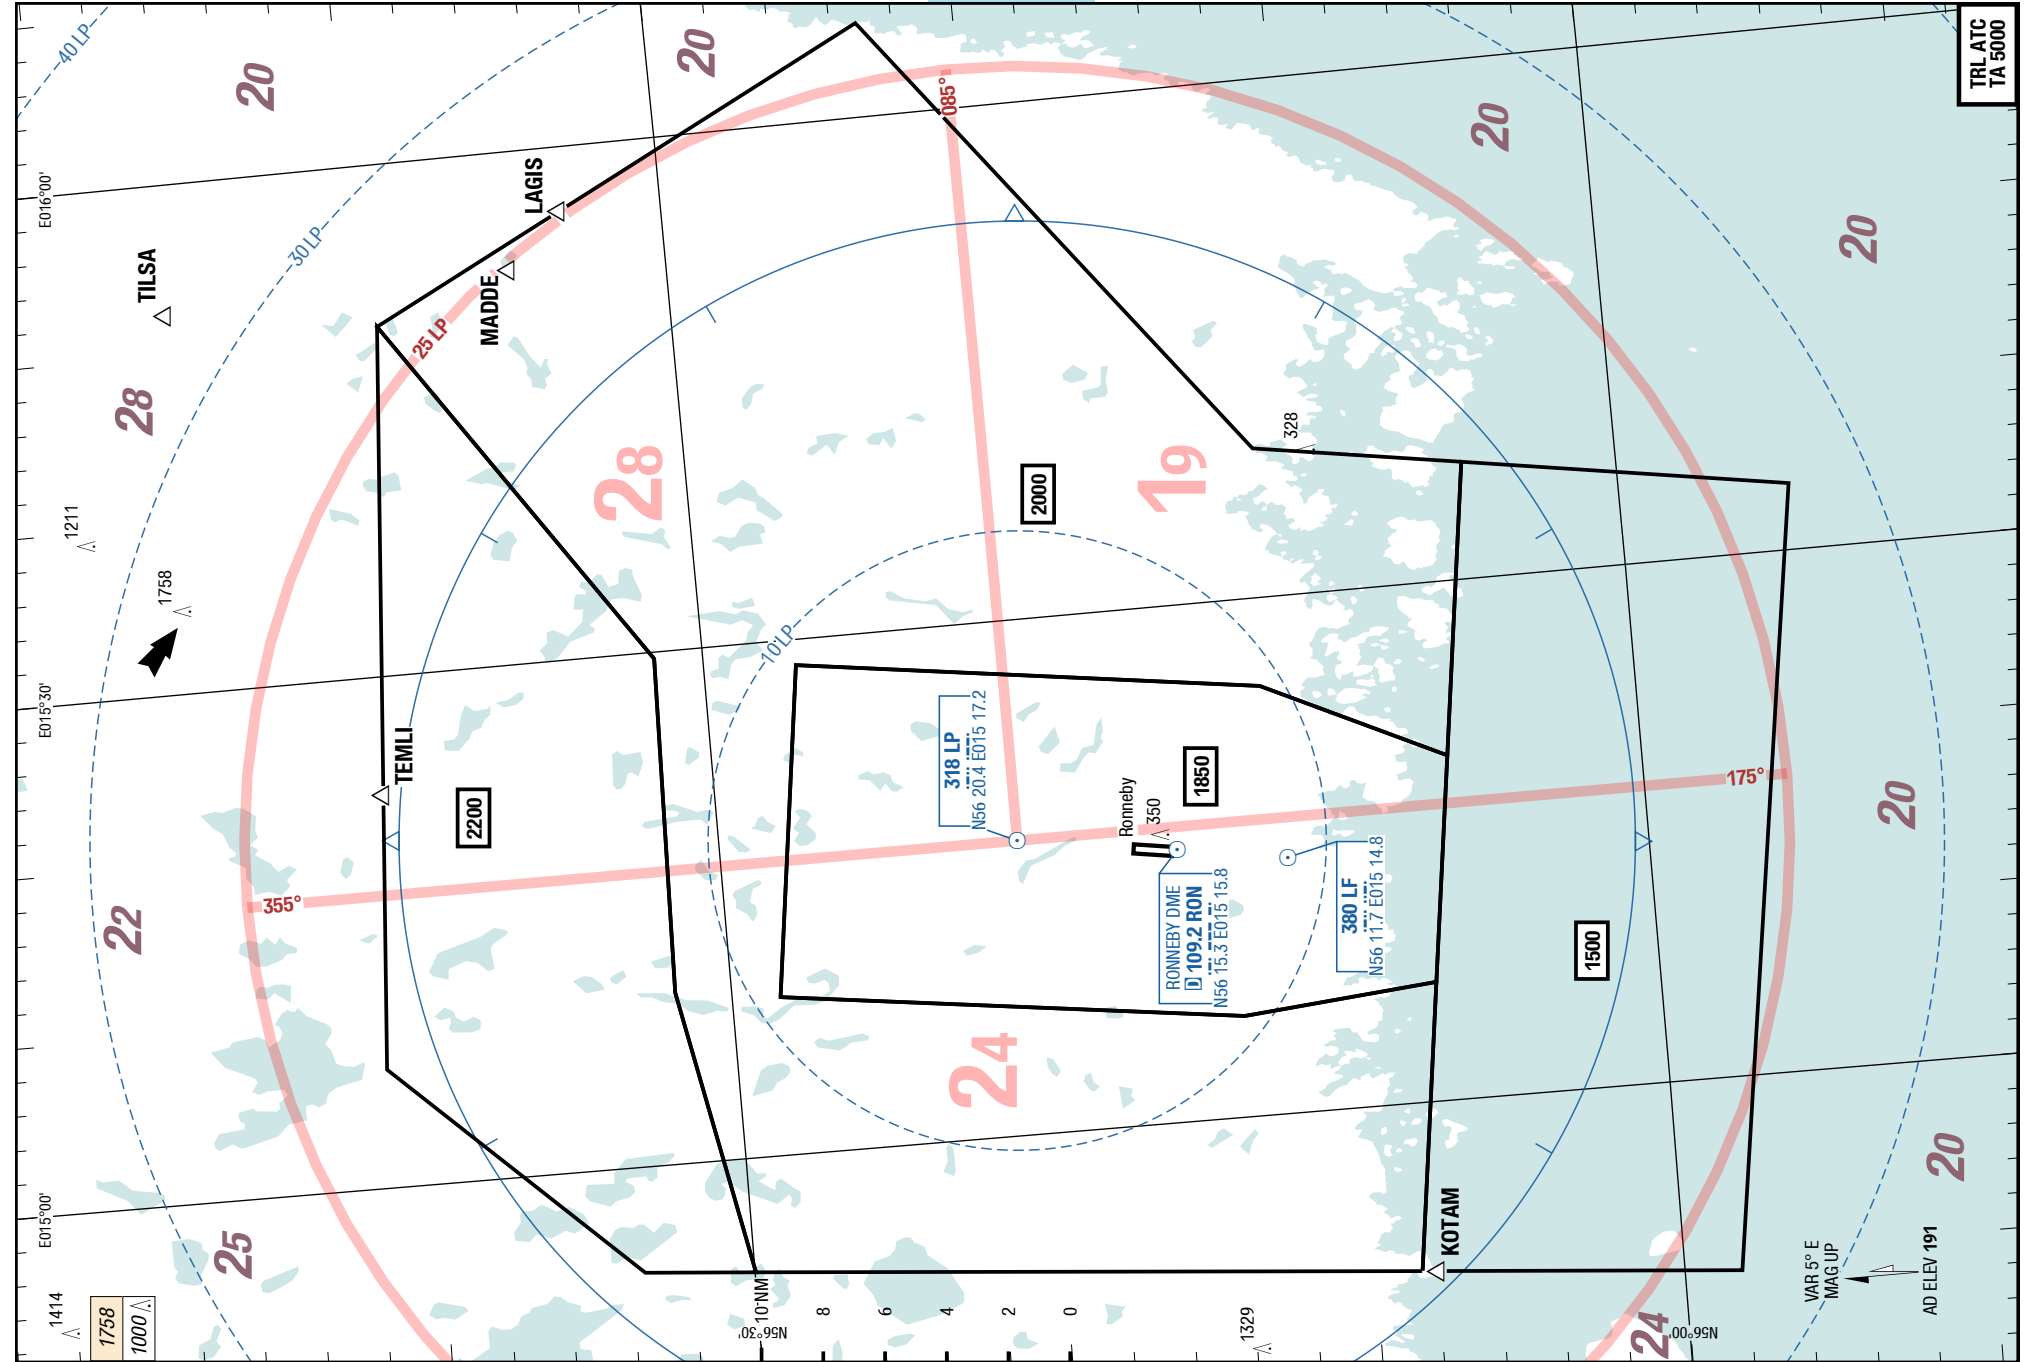 40 LP
20
20
085°
TRL ATC
TA 5000
E016°00'
LAGIS
20
20
TILSA
30 LP
MADDE
25 LP
28
28
2000
19
328
1211
1758
10 LP
E015°30'
TEMLI
2200
318 LP
N56 20.4 E015 17.2
Ronneby
350
1850
175°
20
355°
22
RONNEBY DME
D 109.2 RON
N56 15.3 E015 15.8
380 LF
N56 11.7 E015 14.8
1500
24
E015°00'
25
KOTAM
20
VAR 5° E
MAG UP
AD ELEV 191
1414
1758
1000
10 NM
8
6
4
2
0
N56°30'
1329
24
N56°00'